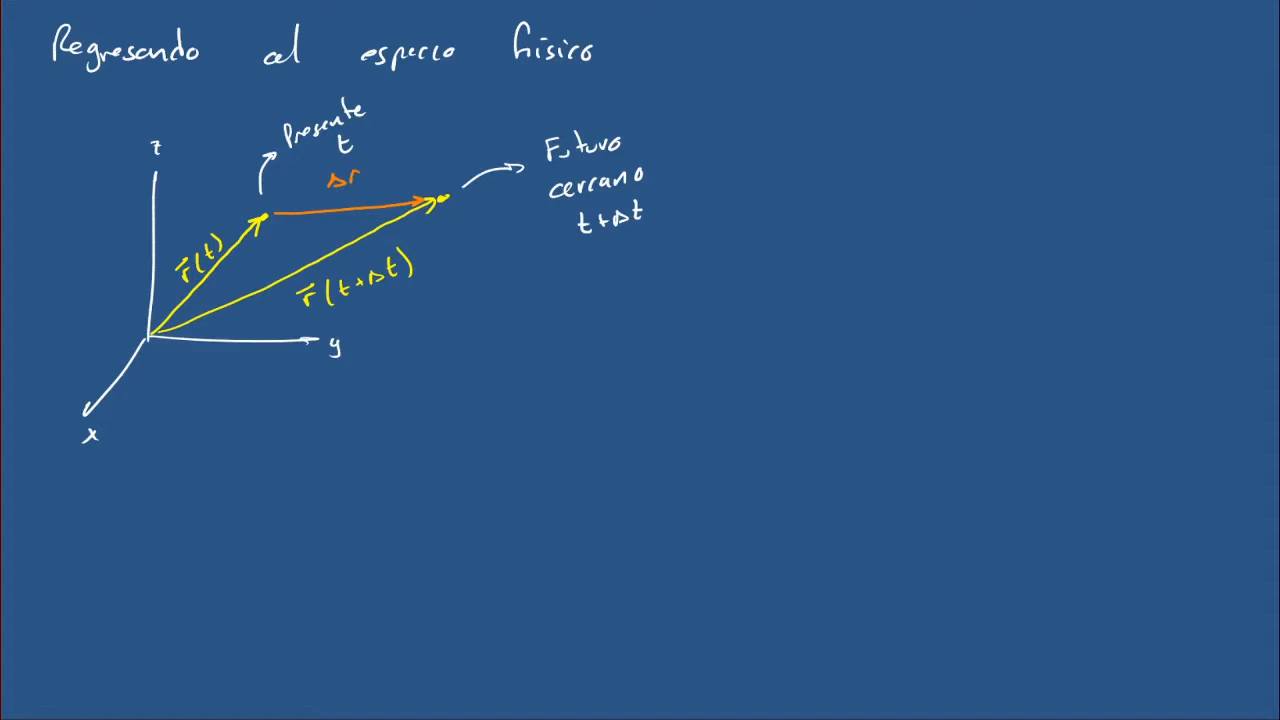 Regresando al espacio físico
Presente
t
z
Δr
Futuro
cercano
t+Δt
r⃗(t)
r⃗(t+Δt)
y
x